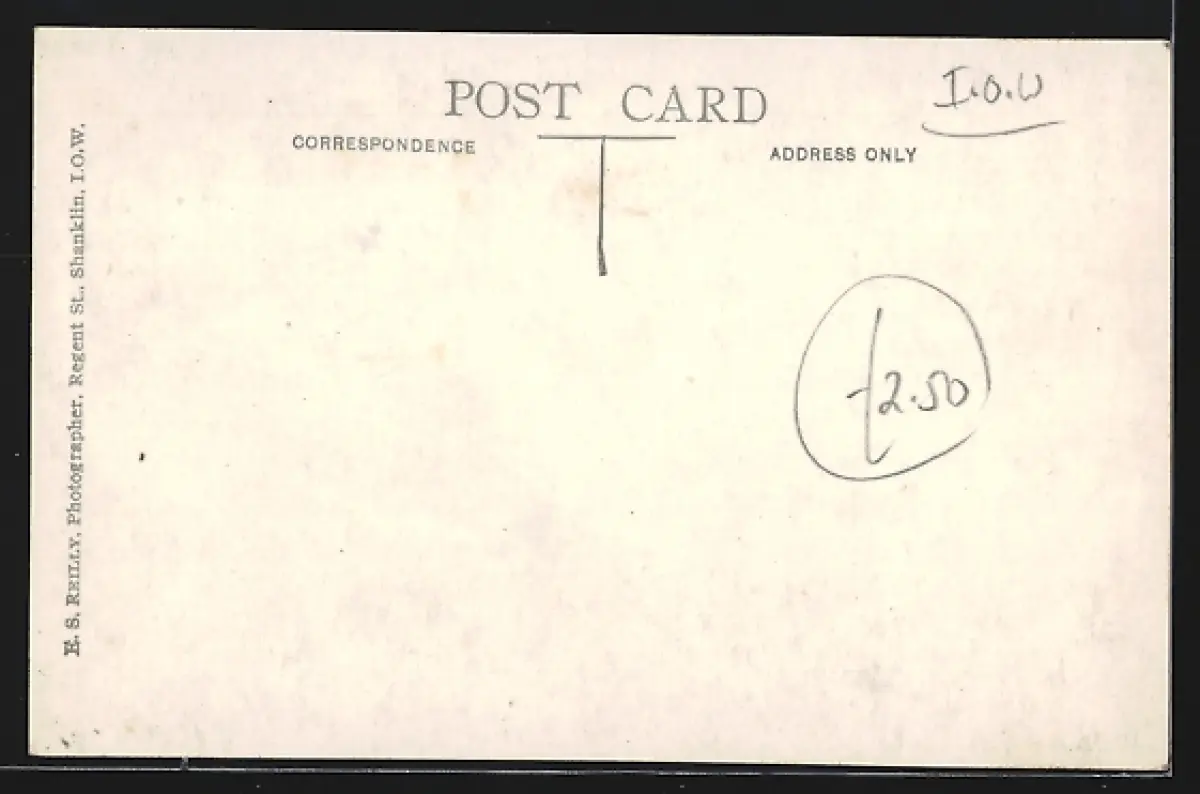 POST CARD
CORRESPONDENCE
ADDRESS ONLY
I.O.W
£2.50
E. S. REILLY, Photographer, Regent St., Shanklin, I.O.W.